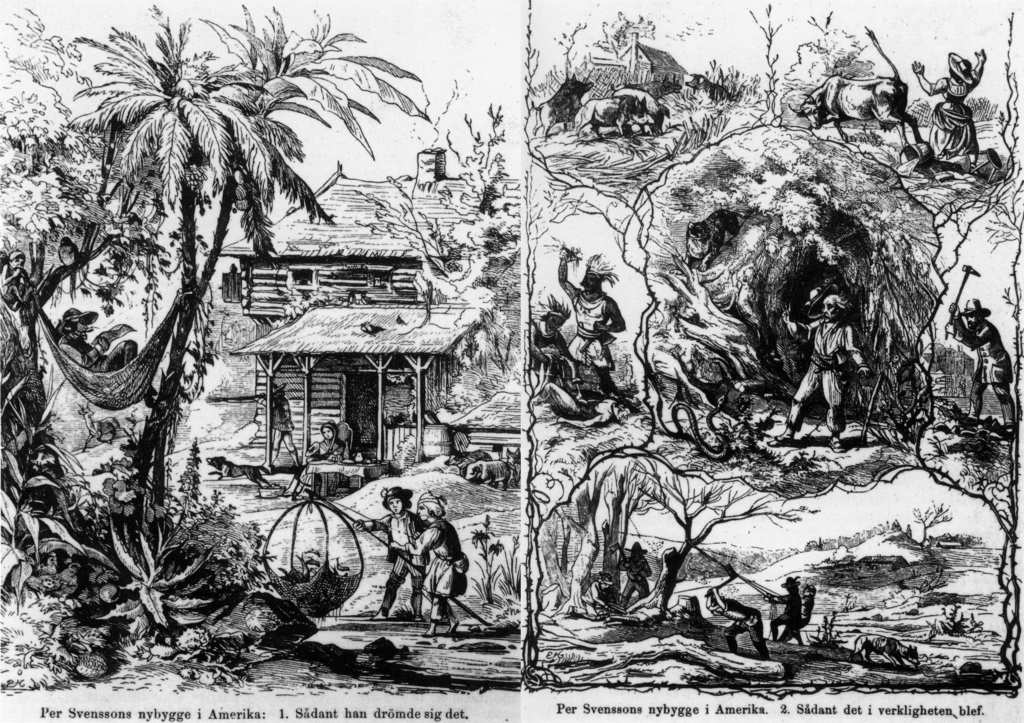 Per Svenssons nybygge i Amerika: 1. Sådant han drömde sig det.
Per Svenssons nybygge i Amerika. 2. Sådant det i verkligheten blef.